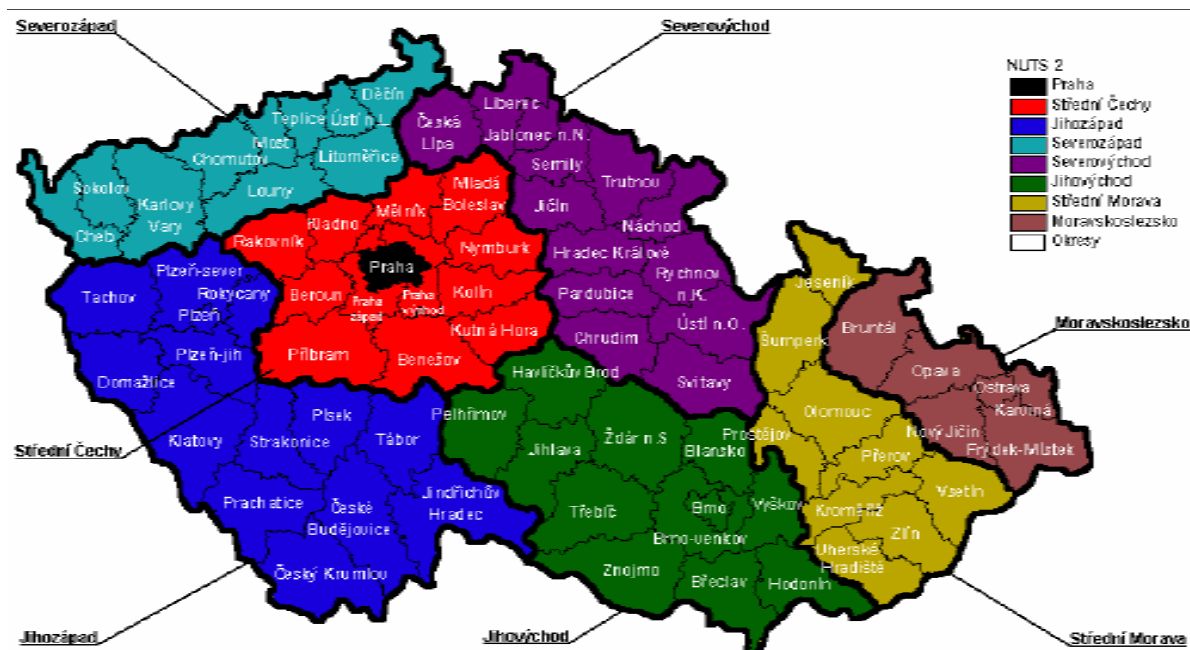 Severozápad
Severovýchod
NUTS 2
Praha
Střední Čechy
Jihozápad
Severozápad
Severovýchod
Jihovýchod
Střední Morava
Moravskoslezsko
Okresy
Děčín
Teplice
Ústí n.L.
Most
Chomutov
Litoměřice
Louny
Sokolov
Karlovy
Vary
Cheb
Česká
Lípa
Liberec
Jablonec n.N.
Semily
Trutnov
Jičín
Náchod
Hradec Králové
Rychnov
n.K.
Pardubice
Ústí n.O.
Chrudim
Svitavy
Mladá
Boleslav
Mělník
Kladno
Rakovník
Nymburk
Praha
Beroun
Praha
západ
Praha
východ
Kolín
Kutná Hora
Příbram
Benešov
Plzeň-sever
Tachov
Rokycany
Plzeň
Plzeň-jih
Domažlice
Klatovy
Písek
Strakonice
Tábor
Prachatice
České
Budějovice
Jindřichův
Hradec
Český Krumlov
Havlíčkův Brod
Pelhřimov
Jihlava
Žďár n.S
Blansko
Třebíč
Brno
Vyškov
Brno-venkov
Znojmo
Břeclav
Hodonín
Jeseník
Šumperk
Olomouc
Prostějov
Přerov
Kroměříž
Vsetín
Zlín
Uherské
Hradiště
Bruntál
Opava
Ostrava
Karviná
Nový Jičín
Frýdek-Místek
Moravskoslezsko
Střední Čechy
Jihozápad
Jihovýchod
Střední Morava